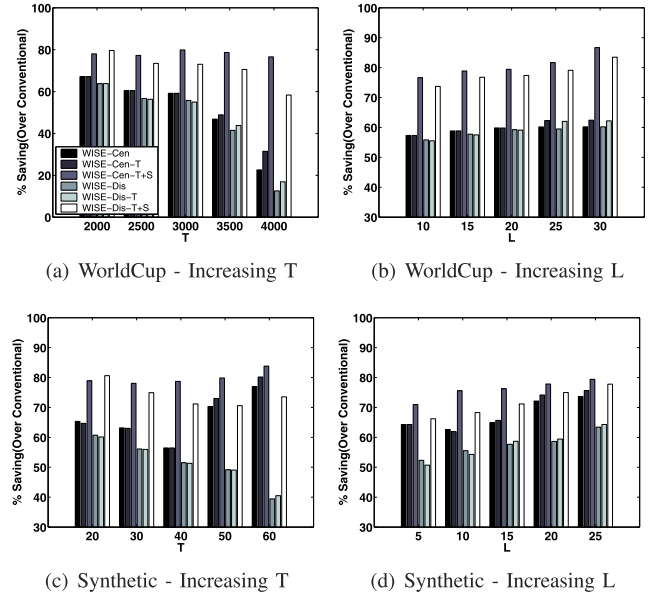 % Saving(Over Conventional)
100
80
60
40
20
0
WISE-Cen
WISE-Cen-T
WISE-Cen-T+S
WISE-Dis
WISE-Dis-T
WISE-Dis-T+S
2000 2500 3000 3500 4000
T
(a) WorldCup - Increasing T
% Saving(Over Conventional)
100
90
80
70
60
50
40
30
10 15 20 25 30
L
(b) WorldCup - Increasing L
% Saving(Over Conventional)
100
90
80
70
60
50
40
30
20 30 40 50 60
T
(c) Synthetic - Increasing T
% Saving(Over Conventional)
100
90
80
70
60
50
40
30
5 10 15 20 25
L
(d) Synthetic - Increasing L